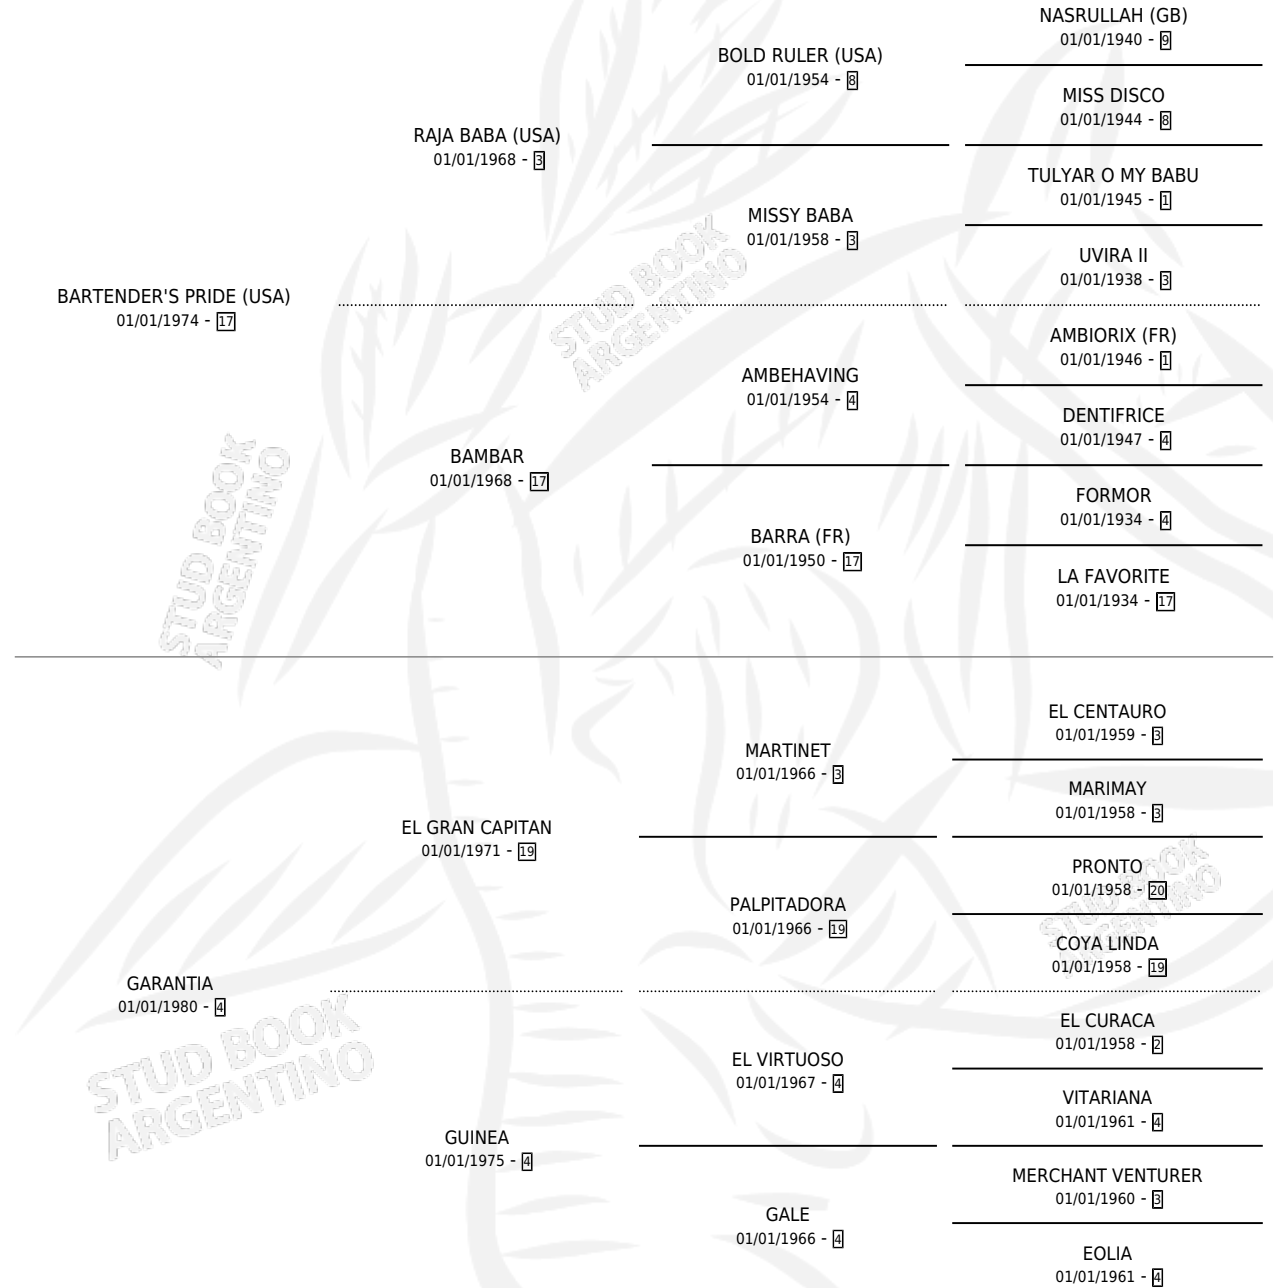 NASRULLAH (GB)
01/01/1940 - 9
BOLD RULER (USA)
01/01/1954 - 8
MISS DISCO
01/01/1944 - 8
RAJA BABA (USA)
01/01/1968 - 3
TULYAR O MY BABU
01/01/1945 - 1
MISSY BABA
01/01/1958 - 3
UVIRA II
01/01/1938 - 3
BARTENDER'S PRIDE (USA)
01/01/1974 - 17
AMBIORIX (FR)
01/01/1946 - 1
AMBEHAVING
01/01/1954 - 4
DENTIFRICE
01/01/1947 - 4
BAMBAR
01/01/1968 - 17
FORMOR
01/01/1934 - 4
BARRA (FR)
01/01/1950 - 17
LA FAVORITE
01/01/1934 - 17
EL CENTAURO
01/01/1959 - 3
MARTINET
01/01/1966 - 3
MARIMAY
01/01/1958 - 3
EL GRAN CAPITAN
01/01/1971 - 19
PRONTO
01/01/1958 - 20
PALPITADORA
01/01/1966 - 19
COYA LINDA
01/01/1958 - 19
GARANTIA
01/01/1980 - 4
EL CURACA
01/01/1958 - 2
EL VIRTUOSO
01/01/1967 - 4
VITARIANA
01/01/1961 - 4
GUINEA
01/01/1975 - 4
MERCHANT VENTURER
01/01/1960 - 3
GALE
01/01/1966 - 4
EOLIA
01/01/1961 - 4
STUD BOOK
ARGENTINO
STUD BOOK
ARGENTINO
STUD BOOK
ARGENTINO
STUD BOOK
ARGENTINO